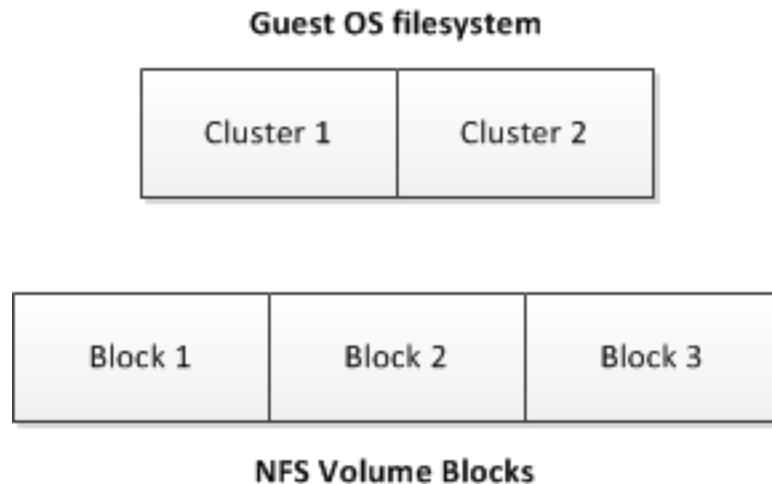 Guest OS filesystem
Cluster 1 Cluster 2
Block 1 Block 2 Block 3
NFS Volume Blocks